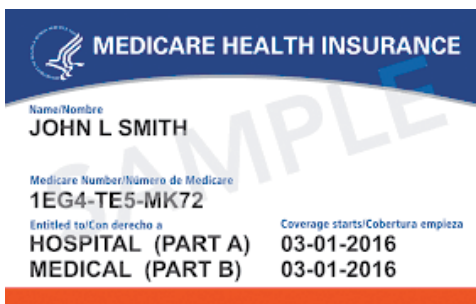 MEDICARE HEALTH INSURANCE
SAMPLE
Name/Nombre
JOHN L SMITH
Medicare Number/Número de Medicare
1EG4-TE5-MK72
Entitled to/Con derecho a Coverage starts/Cobertura empieza
HOSPITAL (PART A) 03-01-2016
MEDICAL (PART B) 03-01-2016